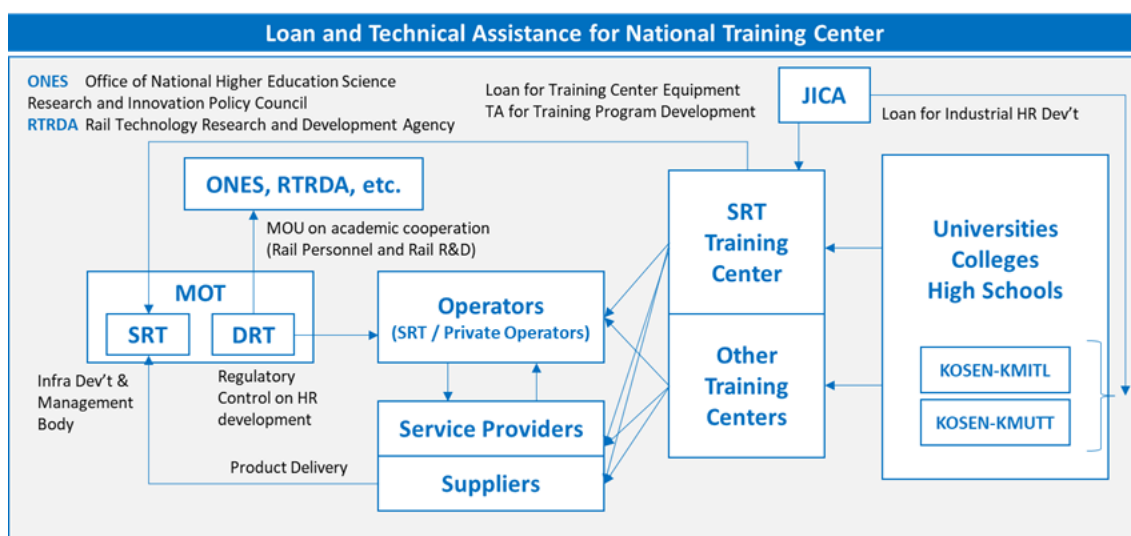 Loan and Technical Assistance for National Training Center
ONES Office of National Higher Education Science
Research and Innovation Policy Council
RTRDA Rail Technology Research and Development Agency
Loan for Training Center Equipment
TA for Training Program Development
JICA
Loan for Industrial HR Dev't
ONES, RTRDA, etc.
MOU on academic cooperation
(Rail Personnel and Rail R&D)
SRT
Training
Center
Universities
Colleges
High Schools
MOT
SRT
DRT
Operators
(SRT / Private Operators)
Other
Training
Centers
KOSEN-KMITL
KOSEN-KMUTT
Infra Dev't &
Management
Body
Regulatory
Control on HR
development
Service Providers
Product Delivery
Suppliers